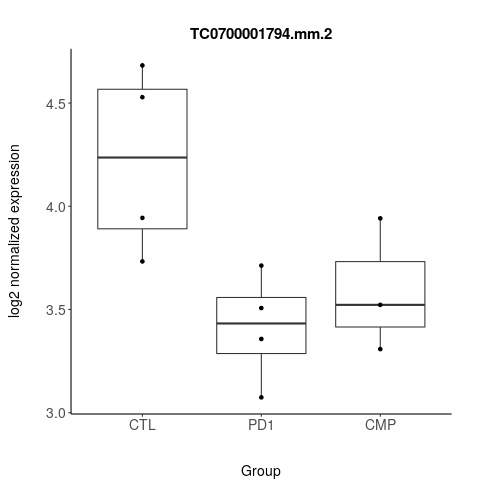 TC0700001794.mm.2
log2 normalized expression
4.5
4.0
3.5
3.0
CTL
PD1
CMP
Group